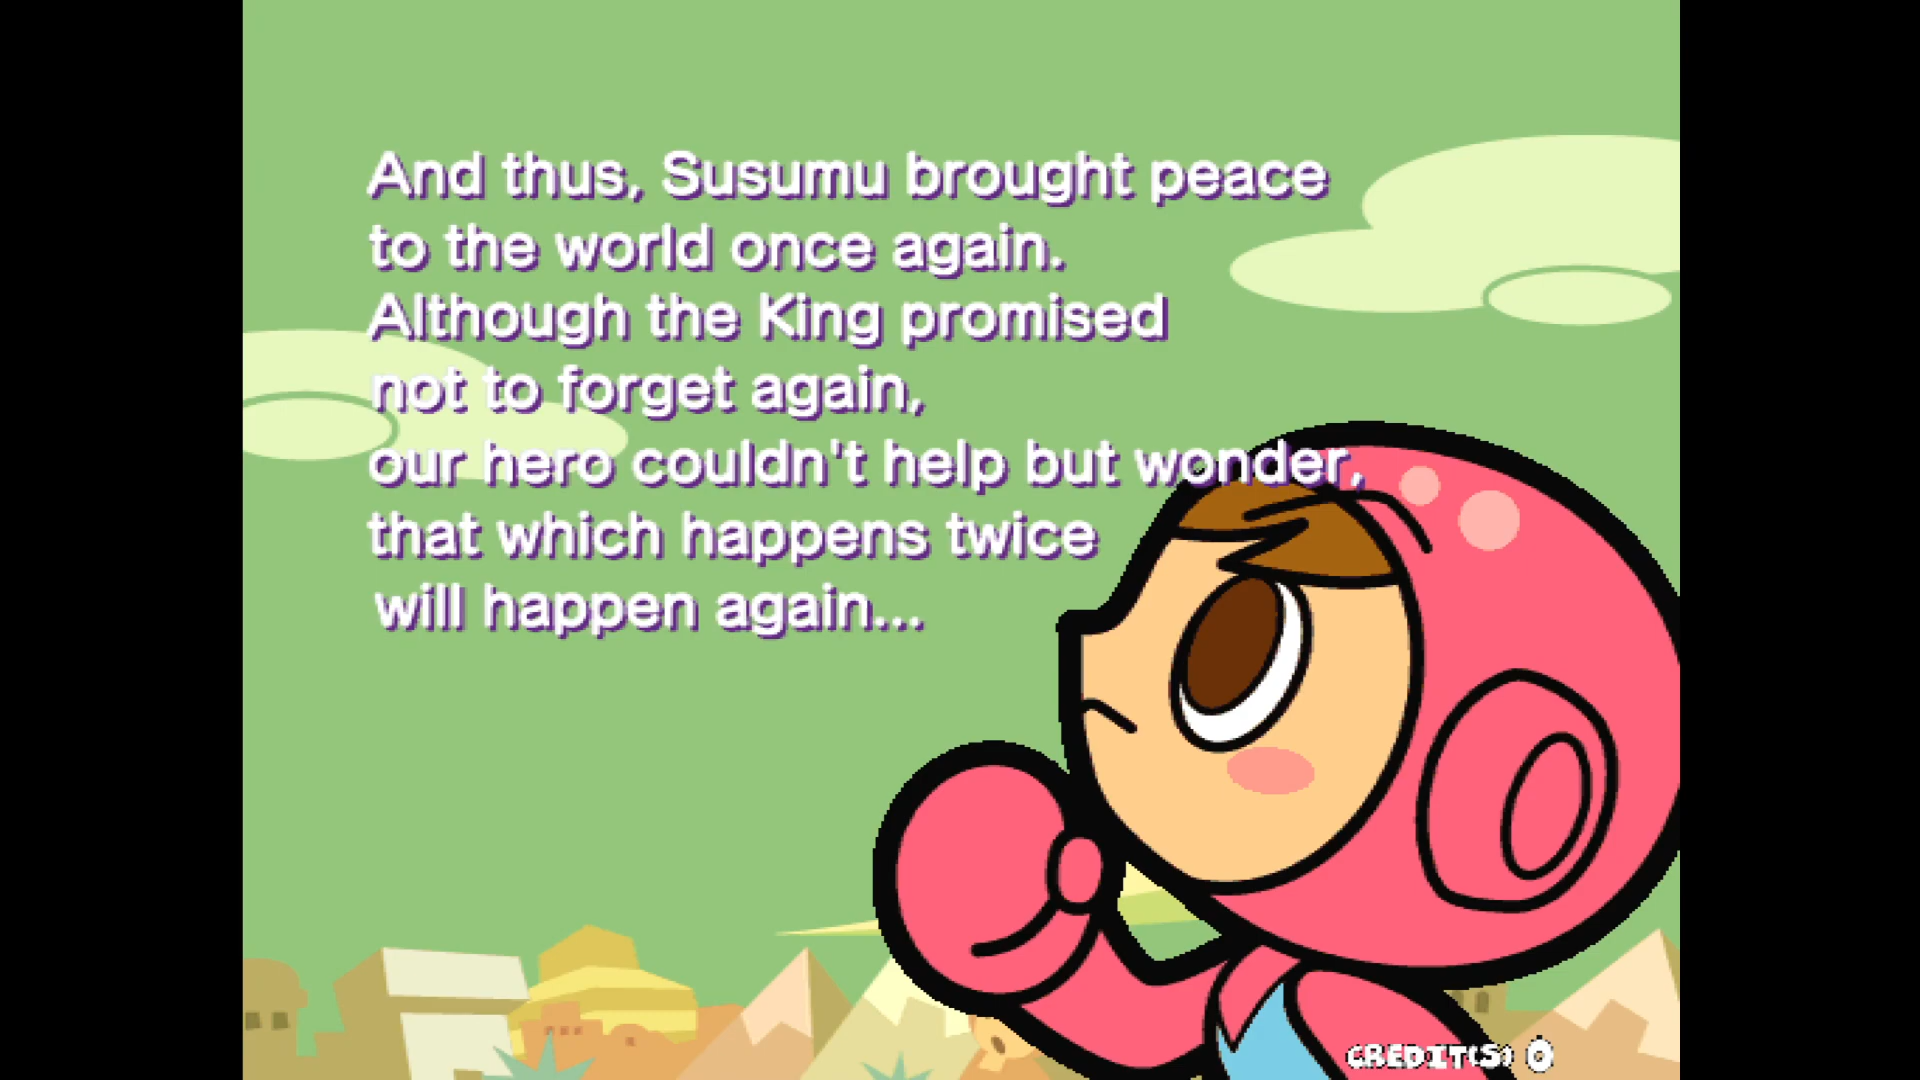 And thus, Susumu brought peace
to the world once again.
Although the King promised
not to forget again,
our hero couldn't help but wonder,
that which happens twice
will happen again...
CREDIT(S) 0